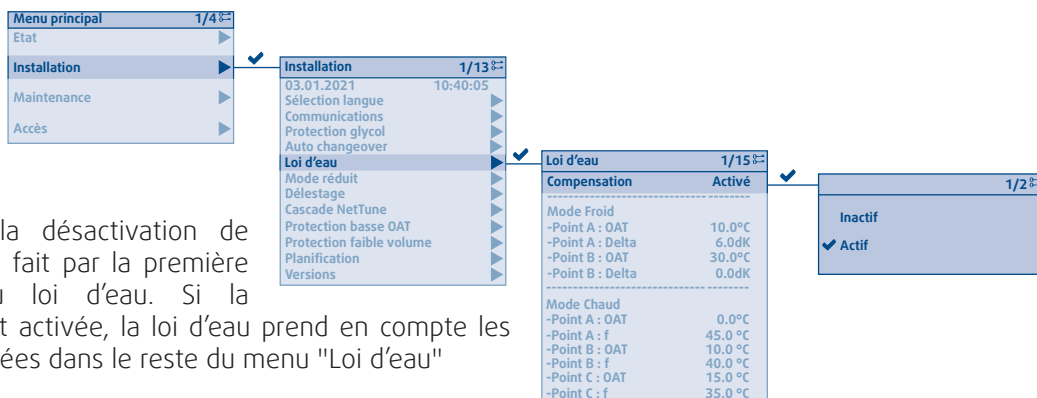 Menu principal 1/4
Etat
Installation
Maintenance
Accès
Installation 1/13
03.01.2021 10:40:05
Sélection langue
Communications
Protection glycol
Auto changeover
Loi d'eau
Mode réduit
Délestage
Cascade NetTune
Protection basse OAT
Protection faible volume
Planification
Versions
Loi d'eau 1/15
Compensation Activé
--------------------------------
Mode Froid
-Point A : OAT 10.0°C
-Point A : Delta 6.0dK
-Point B : OAT 30.0°C
-Point B : Delta 0.0dK
--------------------------------
Mode Chaud
-Point A : OAT 0.0°C
-Point A : f 45.0 °C
-Point B : OAT 10.0 °C
-Point B : f 40.0 °C
-Point C : OAT 15.0 °C
-Point C : f 35.0 °C
1/2
Inactif
Actif
la désactivation de
fait par la première
loi d'eau. Si la
activée, la loi d'eau prend en compte les
dans le reste du menu "Loi d'eau"